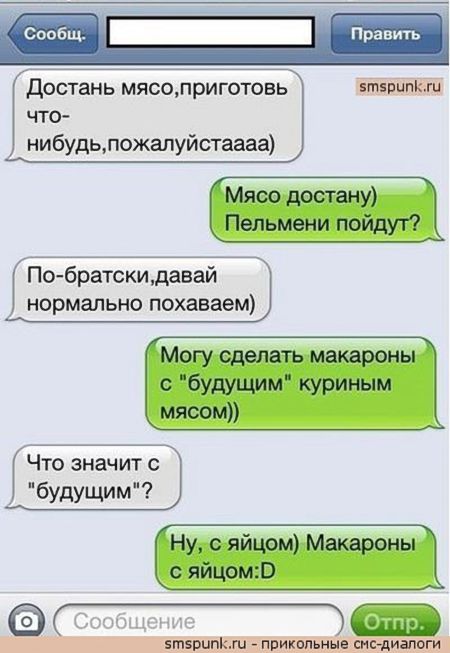 Сообщ.
Править
Достань мясо,приготовь
что-
нибудь,пожалуйстаааа)
smspunk.ru
Мясо достану)
Пельмени пойдут?
По-братски,давай
нормально похаваем)
Могу сделать макароны
с "будущим" куриным
мясом))
Что значит с
"будущим"?
Ну, с яйцом) Макароны
с яйцом:D
Сообщение
Отпр.
smspunk.ru - прикольные смс-диалоги